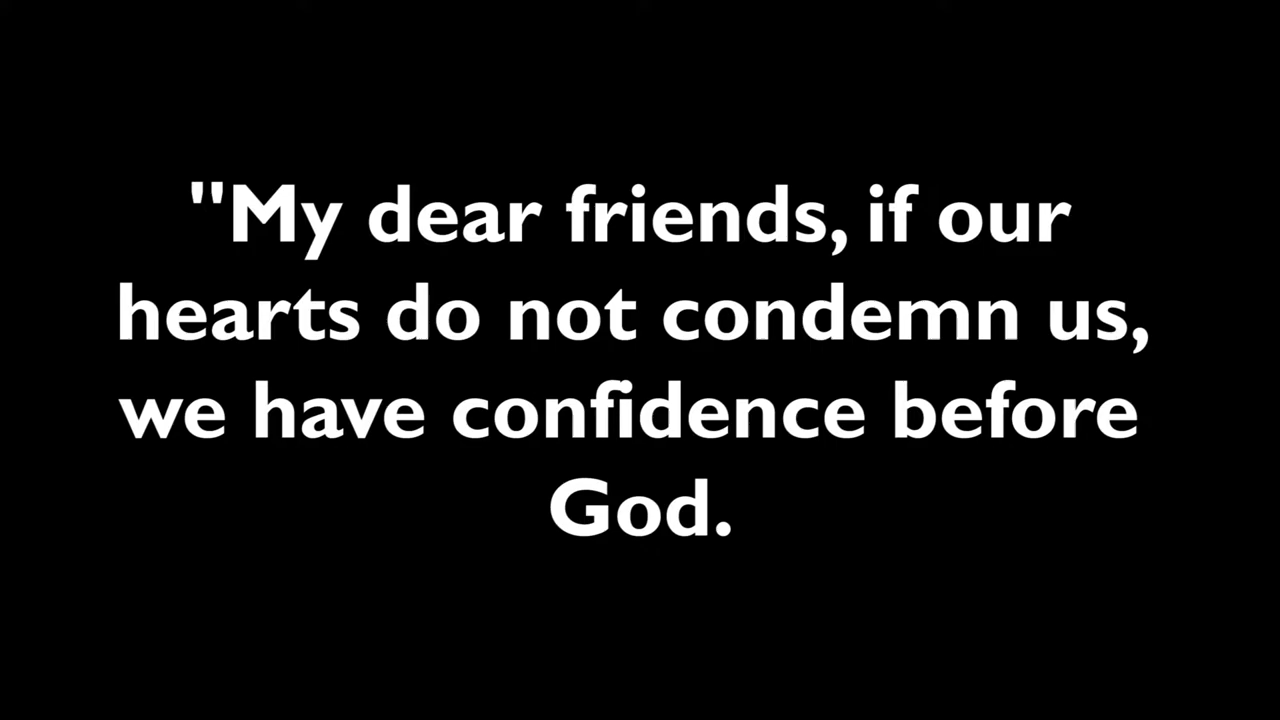 "My dear friends, if our
hearts do not condemn us,
we have confidence before
God.